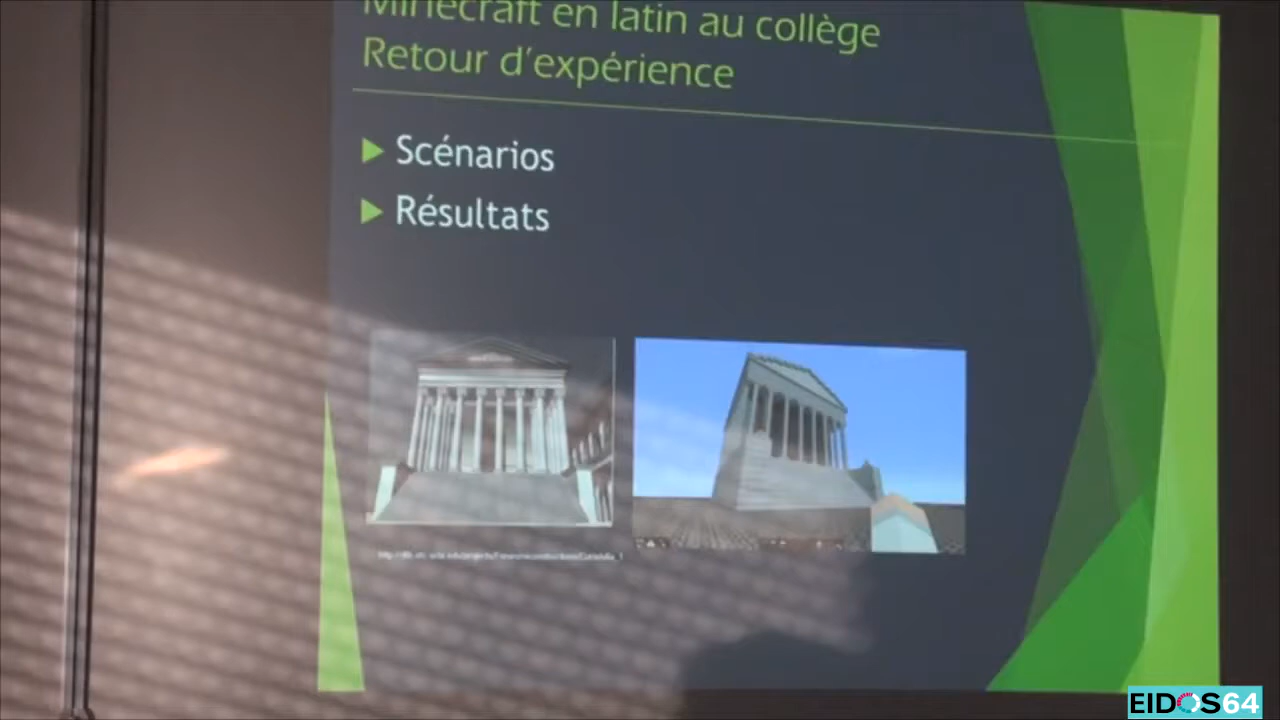 Minecraft en latin au collège
Retour d'expérience
Scénarios
Résultats
EIDOS64